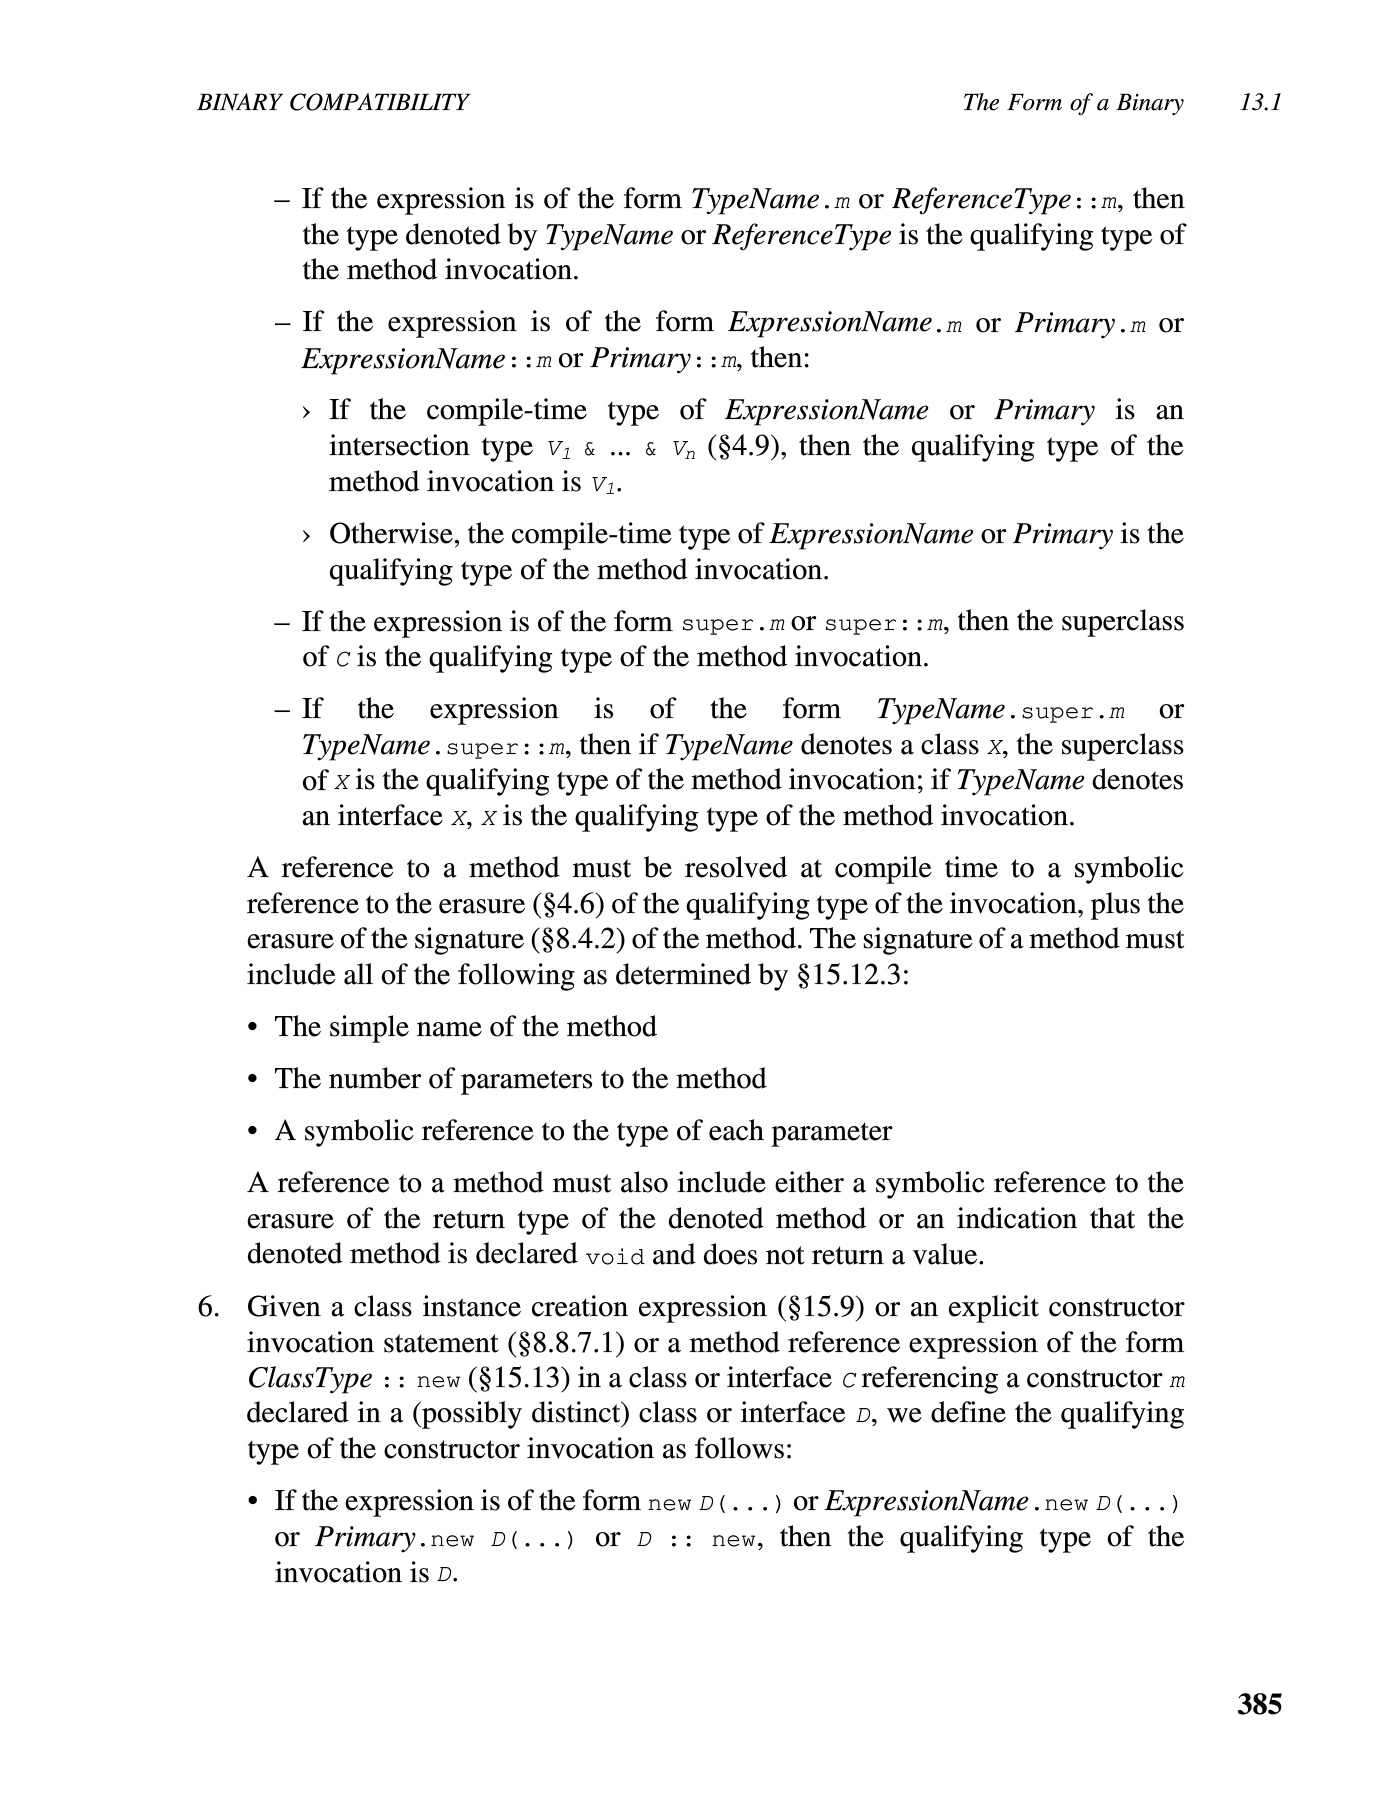 BINARY COMPATIBILITY The Form of a Binary 13.1
– If the expression is of the form TypeName.m or ReferenceType::m, then
the type denoted by TypeName or ReferenceType is the qualifying type of
the method invocation.
– If the expression is of the form ExpressionName.m or Primary.m or
ExpressionName::m or Primary::m, then:
› If the compile-time type of ExpressionName or Primary is an
intersection type V1 & ... & Vn (§4.9), then the qualifying type of the
method invocation is V1.
› Otherwise, the compile-time type of ExpressionName or Primary is the
qualifying type of the method invocation.
– If the expression is of the form super.m or super::m, then the superclass
of C is the qualifying type of the method invocation.
– If the expression is of the form TypeName.super.m or
TypeName.super::m, then if TypeName denotes a class X, the superclass
of X is the qualifying type of the method invocation; if TypeName denotes
an interface X, X is the qualifying type of the method invocation.
A reference to a method must be resolved at compile time to a symbolic
reference to the erasure (§4.6) of the qualifying type of the invocation, plus the
erasure of the signature (§8.4.2) of the method. The signature of a method must
include all of the following as determined by §15.12.3:
• The simple name of the method
• The number of parameters to the method
• A symbolic reference to the type of each parameter
A reference to a method must also include either a symbolic reference to the
erasure of the return type of the denoted method or an indication that the
denoted method is declared void and does not return a value.
6. Given a class instance creation expression (§15.9) or an explicit constructor
invocation statement (§8.8.7.1) or a method reference expression of the form
ClassType :: new (§15.13) in a class or interface C referencing a constructor m
declared in a (possibly distinct) class or interface D, we define the qualifying
type of the constructor invocation as follows:
• If the expression is of the form new D(...) or ExpressionName.new D(...)
or Primary.new D(...) or D :: new, then the qualifying type of the
invocation is D.
385